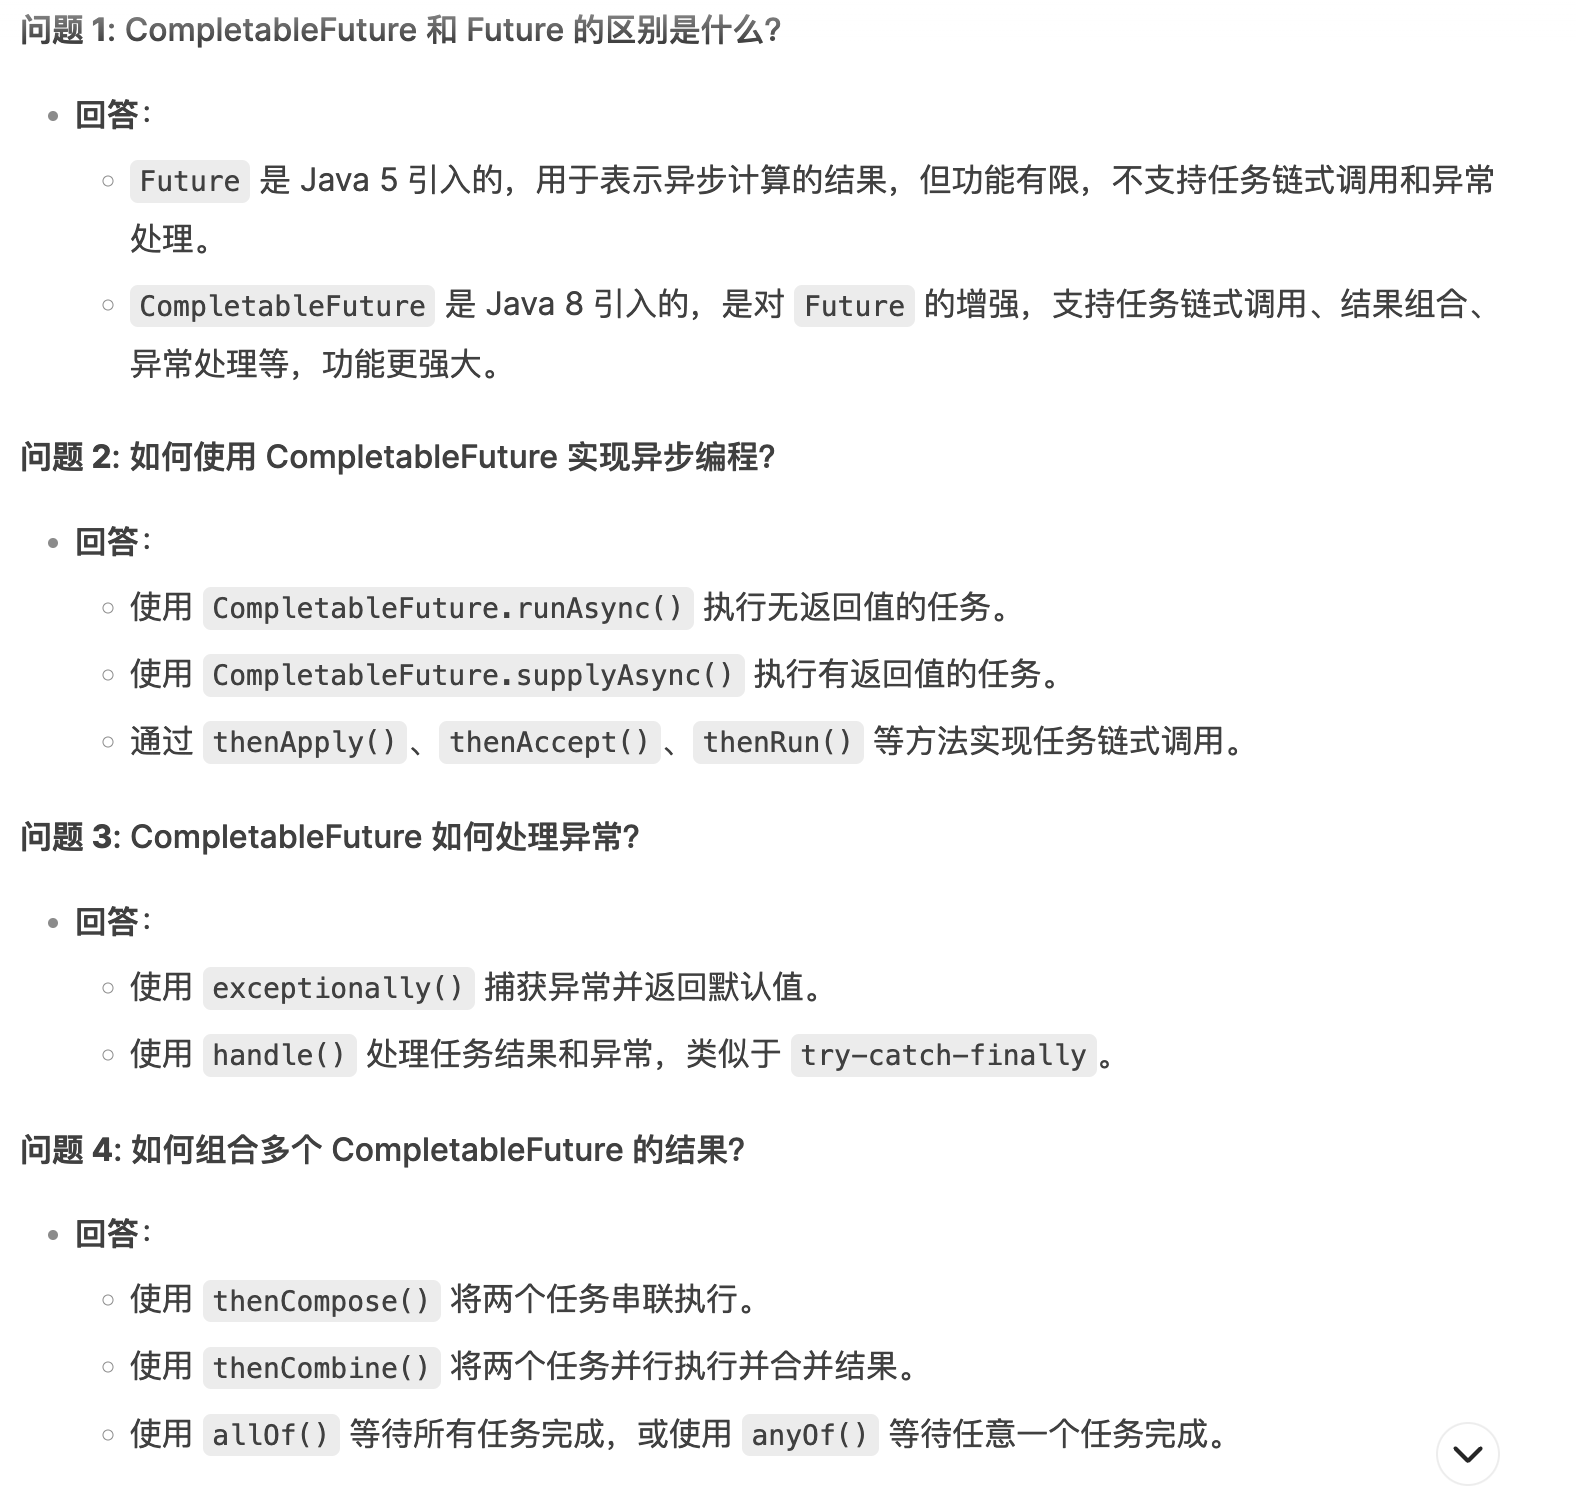 问题 1: CompletableFuture 和 Future 的区别是什么?
回答：
Future 是 Java 5 引入的，用于表示异步计算的结果，但功能有限，不支持任务链式调用和异常
处理。
CompletableFuture 是 Java 8 引入的，是对 Future 的增强，支持任务链式调用、结果组合、
异常处理等，功能更强大。
问题 2: 如何使用 CompletableFuture 实现异步编程?
回答：
使用 CompletableFuture.runAsync() 执行无返回值的任务。
使用 CompletableFuture.supplyAsync() 执行有返回值的任务。
通过 thenApply()、thenAccept()、thenRun() 等方法实现任务链式调用。
问题 3: CompletableFuture 如何处理异常?
回答：
使用 exceptionally() 捕获异常并返回默认值。
使用 handle() 处理任务结果和异常，类似于 try-catch-finally。
问题 4: 如何组合多个 CompletableFuture 的结果?
回答：
使用 thenCompose() 将两个任务串联执行。
使用 thenCombine() 将两个任务并行执行并合并结果。
使用 allOf() 等待所有任务完成，或使用 anyOf() 等待任意一个任务完成。